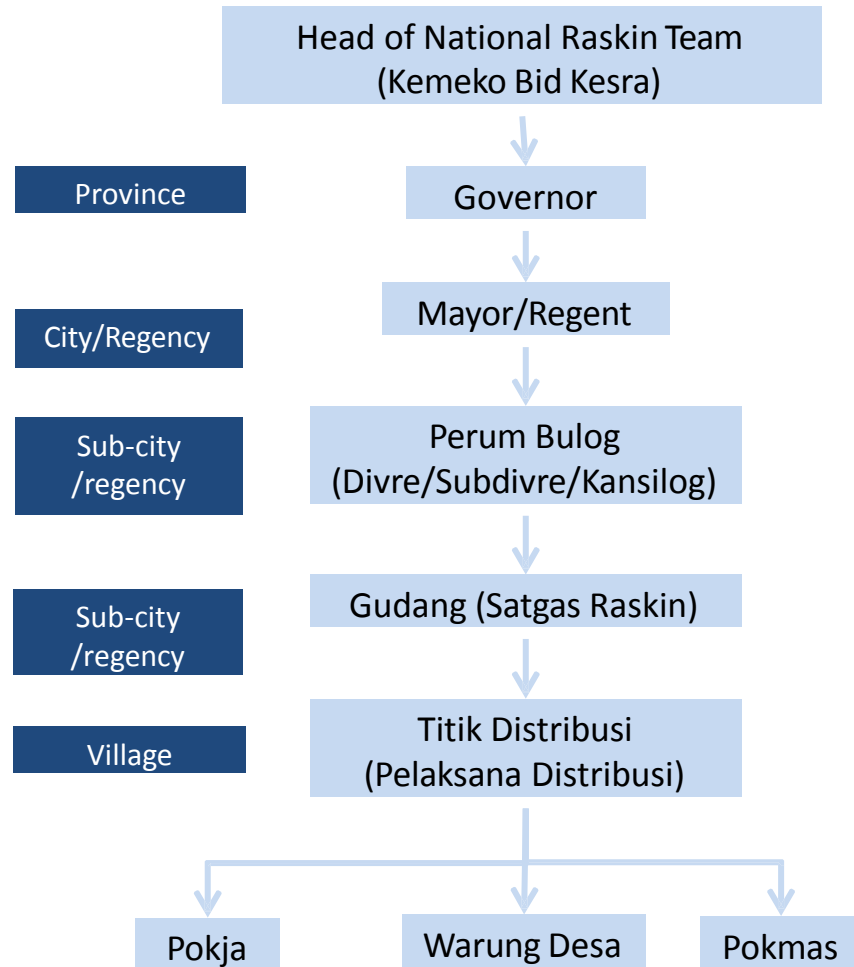 Head of National Raskin Team
(Kemeko Bid Kesra)
Province
Governor
City/Regency
Mayor/Regent
Sub-city
/regency
Perum Bulog
(Divre/Subdivre/Kansilog)
Sub-city
/regency
Gudang (Satgas Raskin)
Village
Titik Distribusi
(Pelaksana Distribusi)
Pokja
Warung Desa
Pokmas